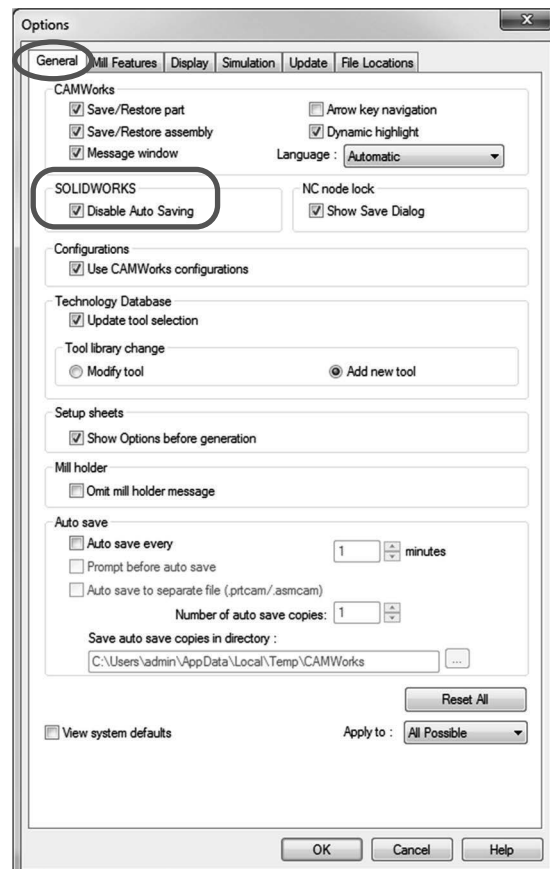 Options
General Mill Features Display Simulation Update File Locations
CAMWorks
Save/Restore part
Arrow key navigation
Save/Restore assembly
Dynamic highlight
Message window
Language : Automatic
SOLIDWORKS
Disable Auto Saving
NC node lock
Show Save Dialog
Configurations
Use CAMWorks configurations
Technology Database
Update tool selection
Tool library change
Modify tool
Add new tool
Setup sheets
Show Options before generation
Mill holder
Omit mill holder message
Auto save
Auto save every
1 minutes
Prompt before auto save
Auto save to separate file (.prtcam/.asmcam)
Number of auto save copies: 1
Save auto save copies in directory :
C:\Users\admin\AppData\Local\Temp\CAMWorks ...
Reset All
View system defaults
Apply to : All Possible
OK Cancel Help